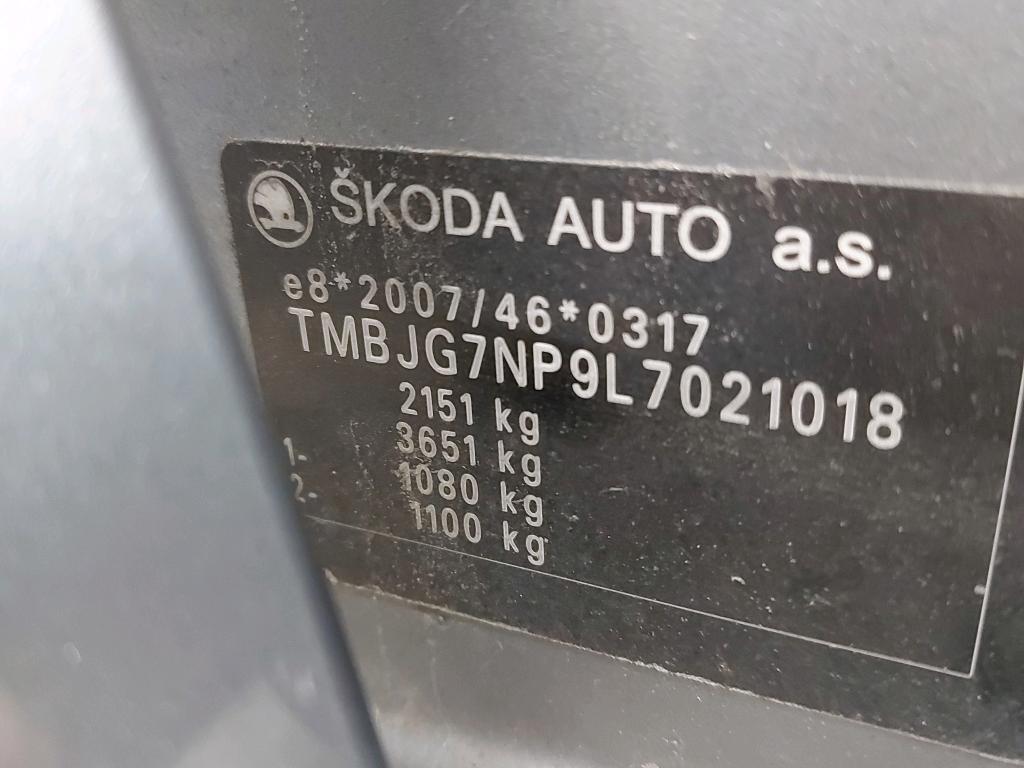 ŠKODA AUTO a.s.
e8*2007/46*0317
TMBJG7NP9L7021018
2151 kg
3651 kg
1- 1080 kg
2- 1100 kg